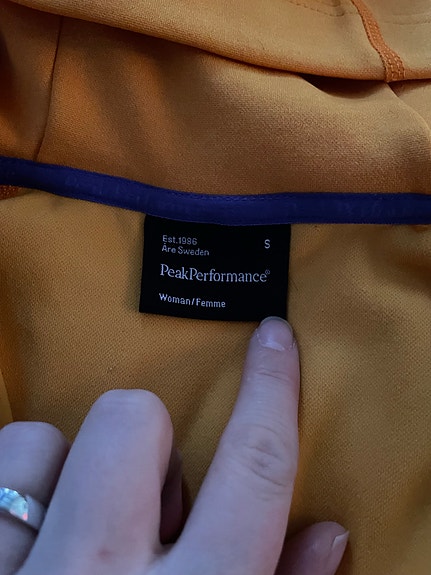 Est.1986 S
Åre Sweden
PeakPerformance®
Woman/Femme